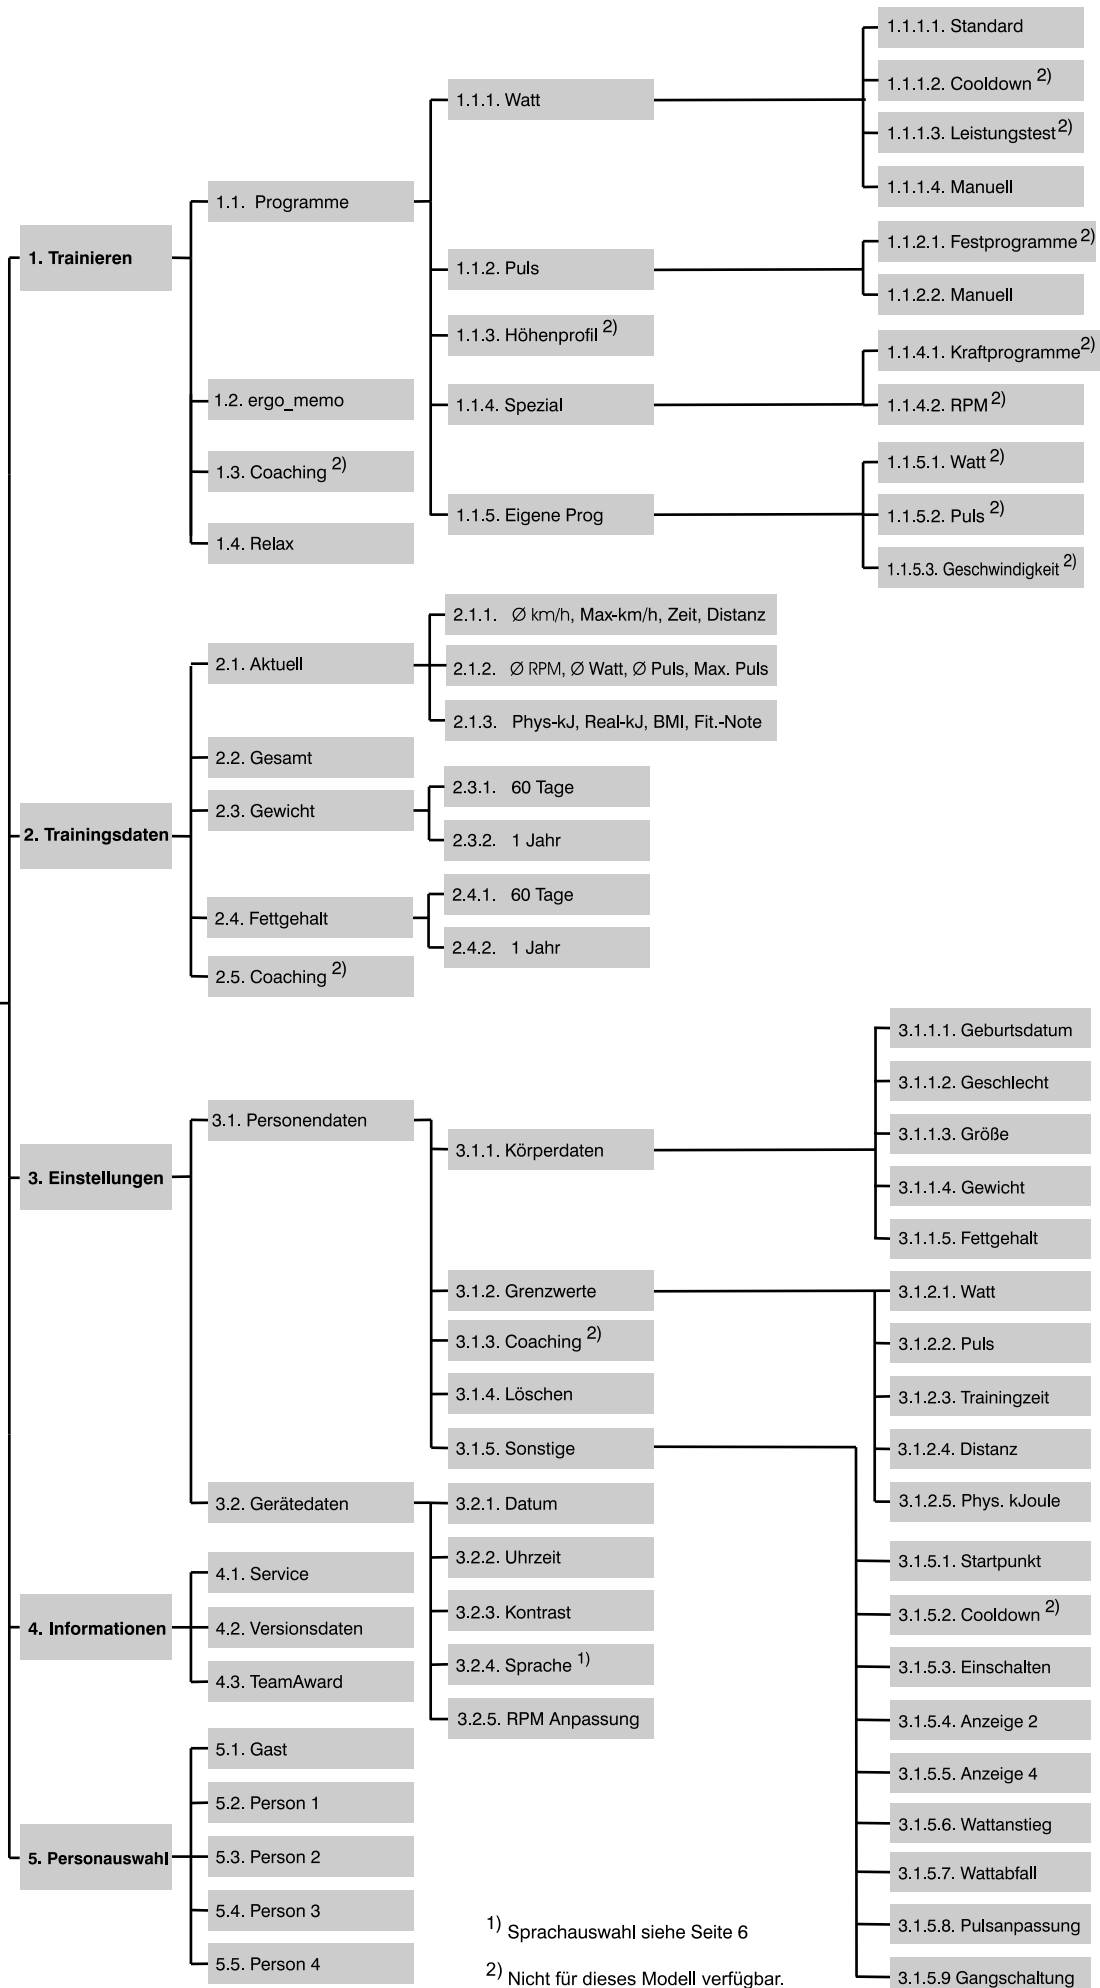 1. Trainieren
1.1. Programme
1.1.1. Watt
1.1.1.1. Standard
1.1.1.2. Cooldown 2)
1.1.1.3. Leistungstest 2)
1.1.1.4. Manuell
1.1.2. Puls
1.1.2.1. Festprogramme 2)
1.1.2.2. Manuell
1.1.3. Höhenprofil 2)
1.1.4. Spezial
1.1.4.1. Kraftprogramme 2)
1.1.4.2. RPM 2)
1.1.5. Eigene Prog
1.1.5.1. Watt 2)
1.1.5.2. Puls 2)
1.1.5.3. Geschwindigkeit 2)
1.2. ergo_memo
1.3. Coaching 2)
1.4. Relax
2. Trainingsdaten
2.1. Aktuell
2.1.1. Ø km/h, Max-km/h, Zeit, Distanz
2.1.2. Ø RPM, Ø Watt, Ø Puls, Max. Puls
2.1.3. Phys-kJ, Real-kJ, BMI, Fit.-Note
2.2. Gesamt
2.3. Gewicht
2.3.1. 60 Tage
2.3.2. 1 Jahr
2.4. Fettgehalt
2.4.1. 60 Tage
2.4.2. 1 Jahr
2.5. Coaching 2)
3. Einstellungen
3.1. Personendaten
3.1.1. Körperdaten
3.1.1.1. Geburtsdatum
3.1.1.2. Geschlecht
3.1.1.3. Größe
3.1.1.4. Gewicht
3.1.1.5. Fettgehalt
3.1.2. Grenzwerte
3.1.2.1. Watt
3.1.2.2. Puls
3.1.2.3. Trainingzeit
3.1.2.4. Distanz
3.1.2.5. Phys. kJoule
3.1.3. Coaching 2)
3.1.4. Löschen
3.1.5. Sonstige
3.1.5.1. Startpunkt
3.1.5.2. Cooldown 2)
3.1.5.3. Einschalten
3.1.5.4. Anzeige 2
3.1.5.5. Anzeige 4
3.1.5.6. Wattanstieg
3.1.5.7. Wattabfall
3.1.5.8. Pulsanpassung
3.1.5.9 Gangschaltung
3.2. Gerätedaten
3.2.1. Datum
3.2.2. Uhrzeit
3.2.3. Kontrast
3.2.4. Sprache 1)
3.2.5. RPM Anpassung
4. Informationen
4.1. Service
4.2. Versionsdaten
4.3. TeamAward
5. Personauswahl
5.1. Gast
5.2. Person 1
5.3. Person 2
5.4. Person 3
5.5. Person 4
1) Sprachauswahl siehe Seite 6
2) Nicht für dieses Modell verfügbar.